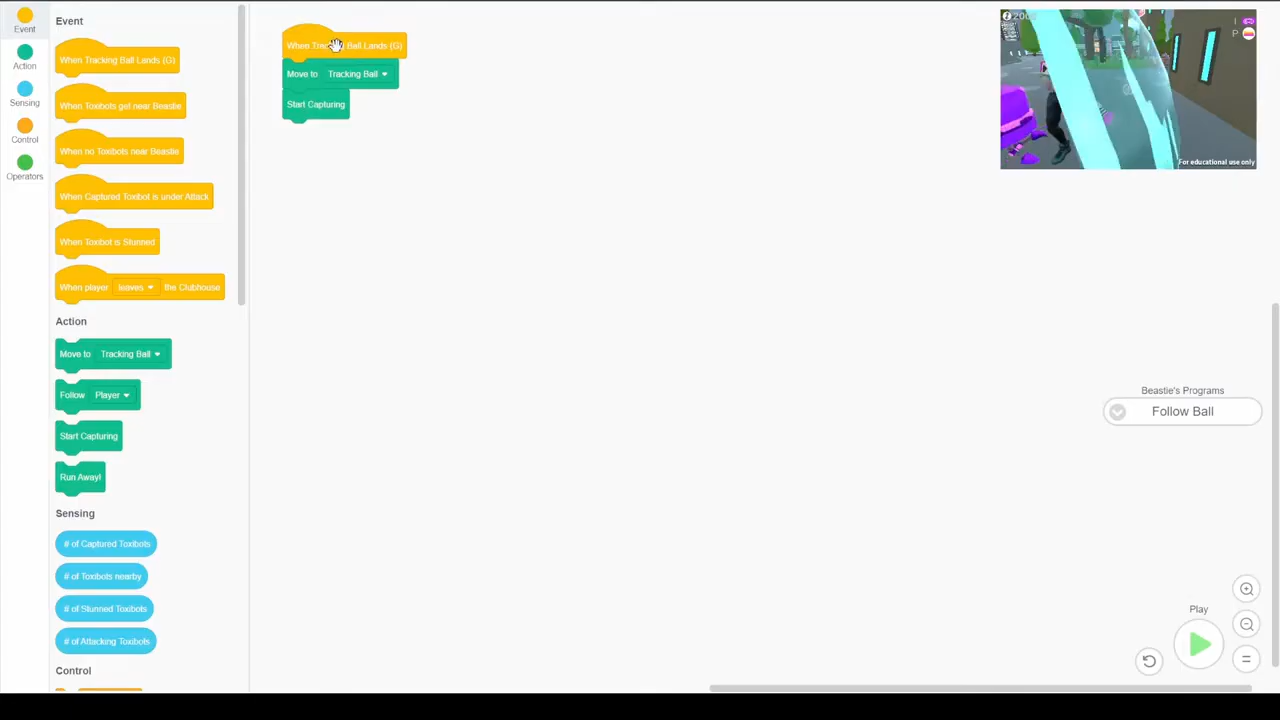 Event
Action
Sensing
Control
Operators
Event
When Tracking Ball Lands (G)
When Toxibots get near Beastie
When no Toxibots near Beastie
When Captured Toxibot is under Attack
When Toxibot is Stunned
When player leaves the Clubhouse
Action
Move to Tracking Ball
Follow Player
Start Capturing
Run Away!
Sensing
# of Captured Toxibots
# of Toxibots nearby
# of Stunned Toxibots
# of Attacking Toxibots
Control
Ball Lands (G)
Move to Tracking Ball
Start Capturing
For educational use only
Beastie's Programs
Follow Ball
Play